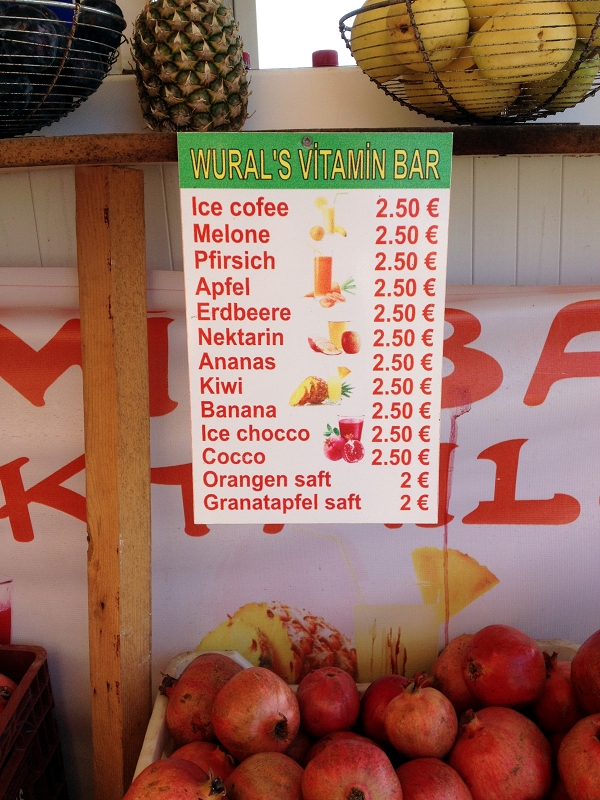 WURAL'S VİTAMİN BAR
Ice cofee 2.50 €
Melone 2.50 €
Pfirsich 2.50 €
Apfel 2.50 €
Erdbeere 2.50 €
Nektarin 2.50 €
Ananas 2.50 €
Kiwi 2.50 €
Banana 2.50 €
Ice chocco 2.50 €
Cocco 2.50 €
Orangen saft 2 €
Granatapfel saft 2 €